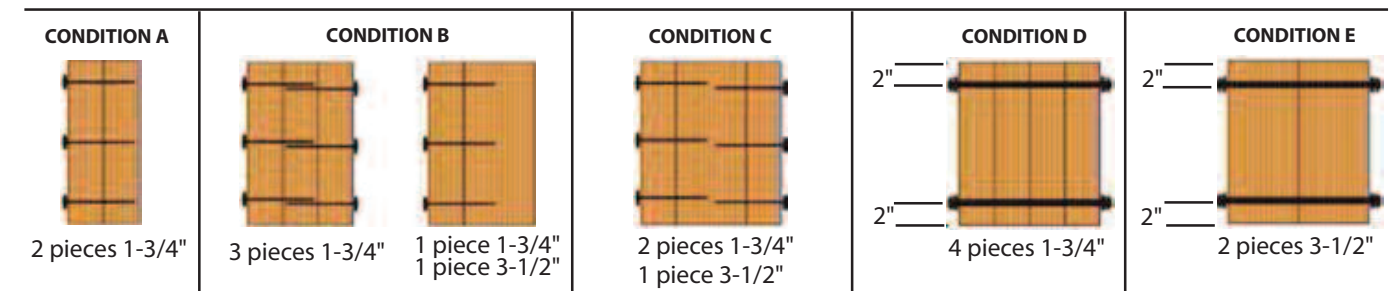 CONDITION A
2 pieces 1-3/4"
CONDITION B
3 pieces 1-3/4"
1 piece 1-3/4"
1 piece 3-1/2"
CONDITION C
2 pieces 1-3/4"
1 piece 3-1/2"
CONDITION D
2"
2"
4 pieces 1-3/4"
CONDITION E
2"
2"
2 pieces 3-1/2"